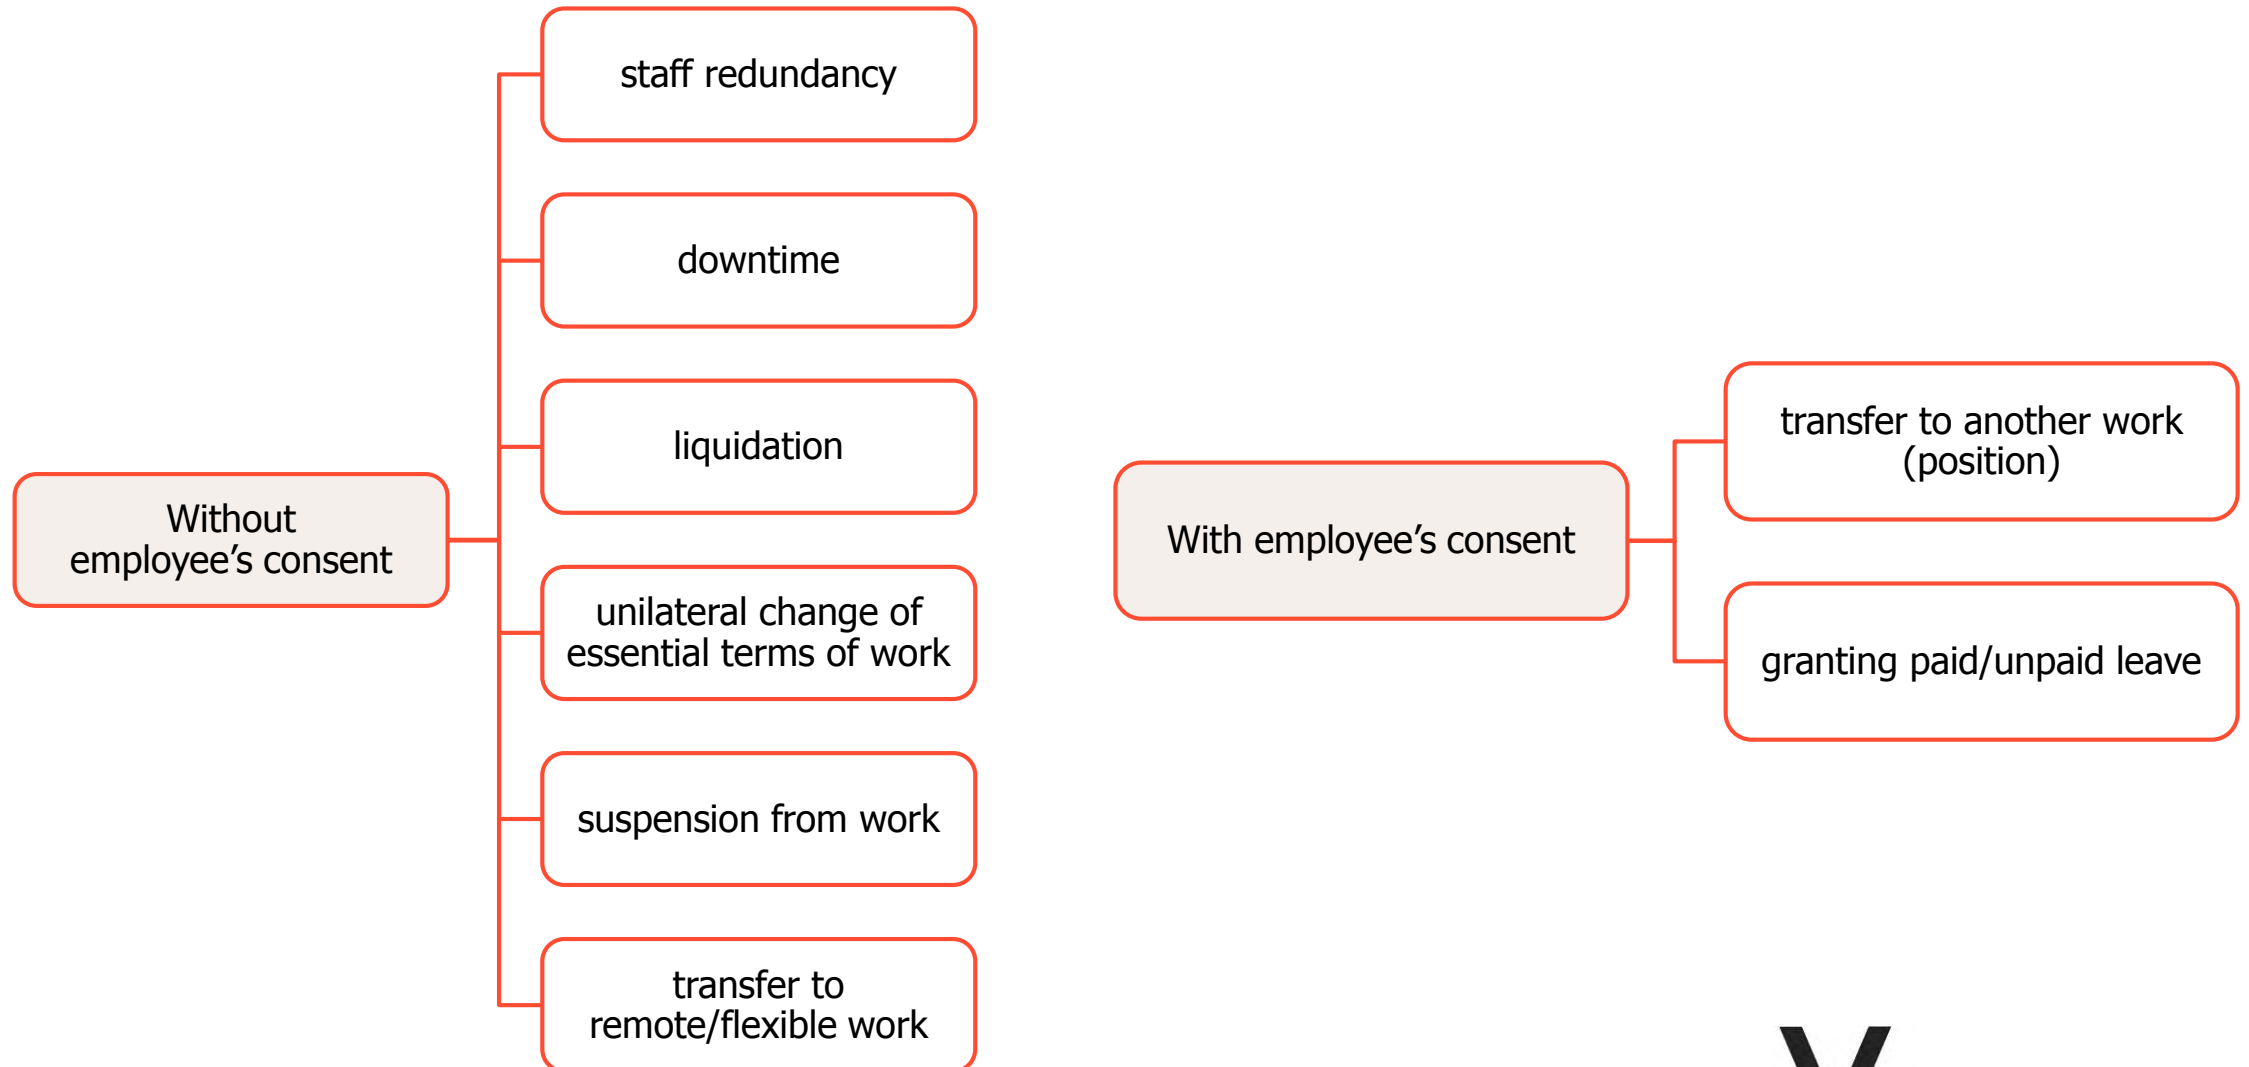 staff redundancy
downtime
liquidation
Without
employee’s consent
unilateral change of
essential terms of work
suspension from work
transfer to
remote/flexible work
transfer to another work
(position)
With employee’s consent
granting paid/unpaid leave